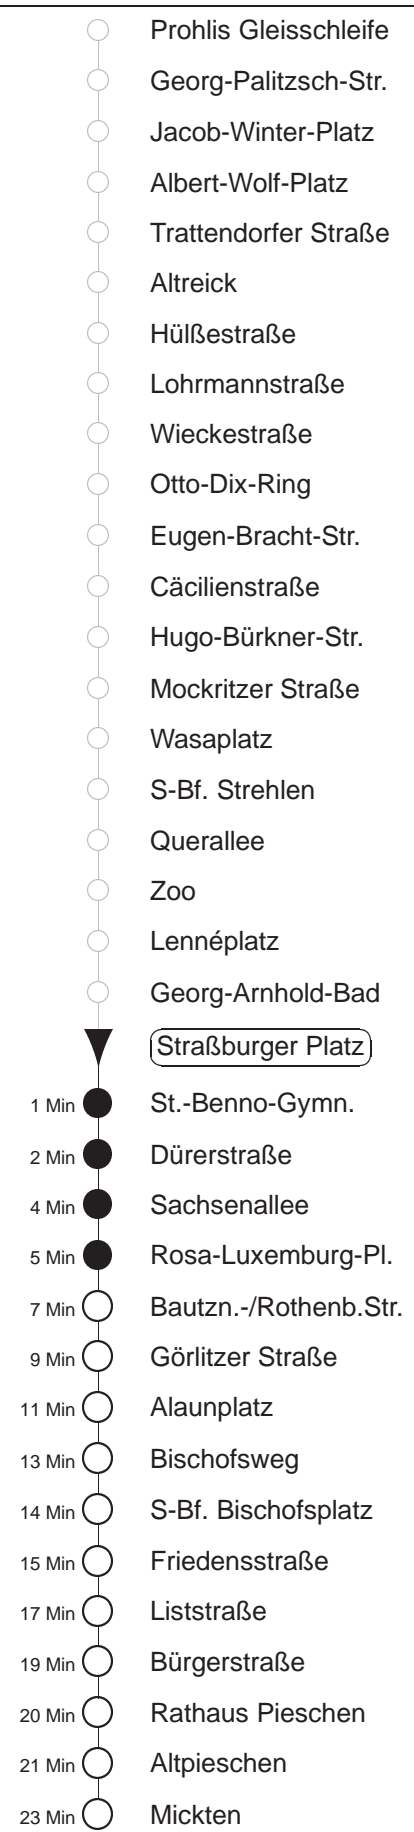 Prohlis Gleisschleife
Georg-Palitzsch-Str.
Jacob-Winter-Platz
Albert-Wolf-Platz
Trattendorfer Straße
Altreick
Hülßestraße
Lohrmannstraße
Wieckestraße
Otto-Dix-Ring
Eugen-Bracht-Str.
Cäcilienstraße
Hugo-Bürkner-Str.
Mockritzer Straße
Wasaplatz
S-Bf. Strehlen
Querallee
Zoo
Lennéplatz
Georg-Arnhold-Bad
Straßburger Platz
1 Min St.-Benno-Gymn.
2 Min Dürerstraße
4 Min Sachsenallee
5 Min Rosa-Luxemburg-Pl.
7 Min Bautzn.-/Rothenb.Str.
9 Min Görlitzer Straße
11 Min Alaunplatz
13 Min Bischofsweg
14 Min S-Bf. Bischofsplatz
15 Min Friedensstraße
17 Min Liststraße
19 Min Bürgerstraße
20 Min Rathaus Pieschen
21 Min Altpieschen
23 Min Mickten